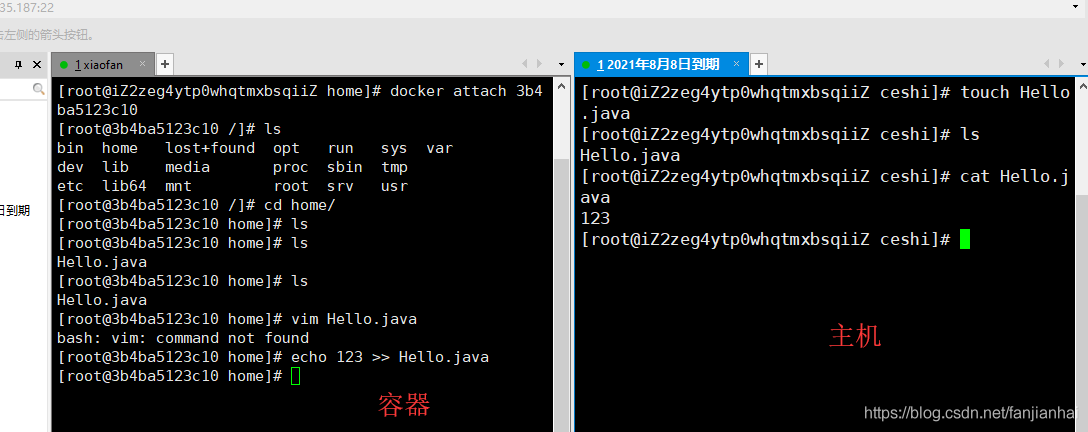 35.187:22
击左侧的箭头按钮。
1 xiaofan
[root@iZ2zeg4ytp0whqtmxbsqiiZ home]# docker attach 3b4
ba5123c10
[root@3b4ba5123c10 /]# ls
bin  home   lost+found  opt   run   sys  var
dev  lib    media       proc  sbin  tmp
etc  lib64  mnt         root  srv   usr
[root@3b4ba5123c10 /]# cd home/
[root@3b4ba5123c10 home]# ls
[root@3b4ba5123c10 home]# ls
Hello.java
[root@3b4ba5123c10 home]# ls
Hello.java
[root@3b4ba5123c10 home]# vim Hello.java
bash: vim: command not found
[root@3b4ba5123c10 home]# echo 123 >> Hello.java
[root@3b4ba5123c10 home]#
容器
日到期
1 2021年8月8日到期
[root@iZ2zeg4ytp0whqtmxbsqiiZ ceshi]# touch Hello
.java
[root@iZ2zeg4ytp0whqtmxbsqiiZ ceshi]# ls
Hello.java
[root@iZ2zeg4ytp0whqtmxbsqiiZ ceshi]# cat Hello.j
ava
123
[root@iZ2zeg4ytp0whqtmxbsqiiZ ceshi]#
主机
https://blog.csdn.net/fanjianhai